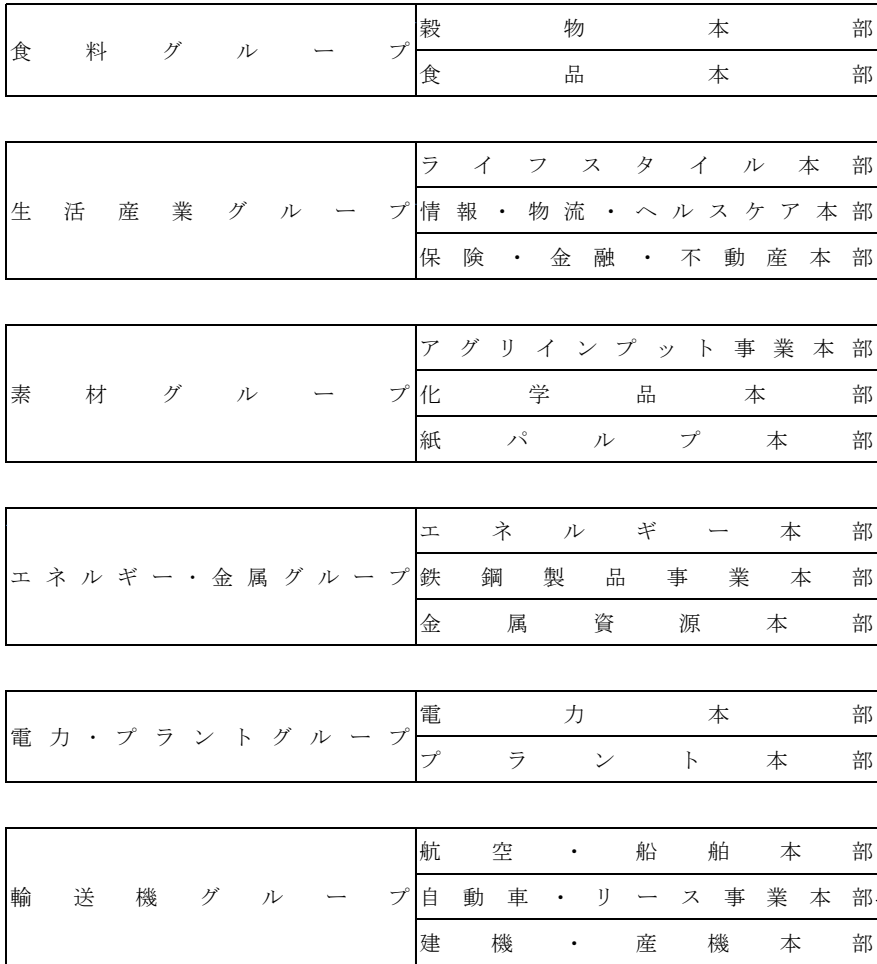 食料グループ
穀物本部
食品本部
生活産業グループ
ライフスタイル本部
情報・物流・ヘルスケア本部
保険・金融・不動産本部
素材グループ
アグリインプット事業本部
化学品本部
紙パルプ本部
エネルギー・金属グループ
エネルギー本部
鉄鋼製品事業本部
金属資源本部
電力・プラントグループ
電力本部
プラント本部
輸送機グループ
航空・船舶本部
自動車・リース事業本部
建機・産機本部